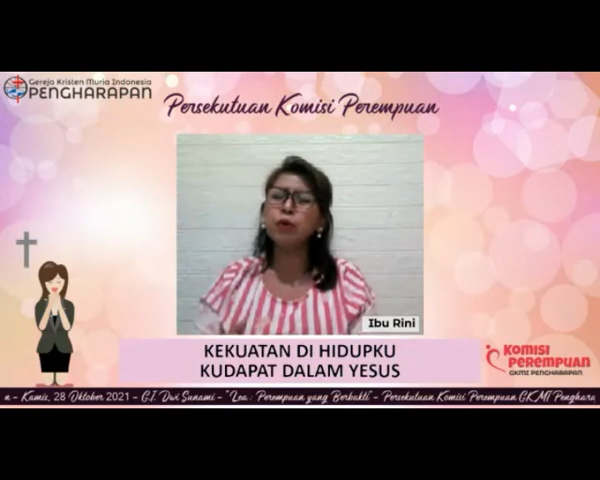 Gereja Kristen Muria Indonesia
PENGHARAPAN
Persekutuan Komisi Perempuan
Ibu Rini
KEKUATAN DI HIDUPKU
KUDAPAT DALAM YESUS
KOMISI
PEREMPUAN
GKMI PENGHARAPAN
n - Kamis, 28 Oktober 2021 - G.I. Dwi Sunami - "Lea : Perempuan yang Berbakti" - Persekutuan Komisi Perempuan GKMI Penghara